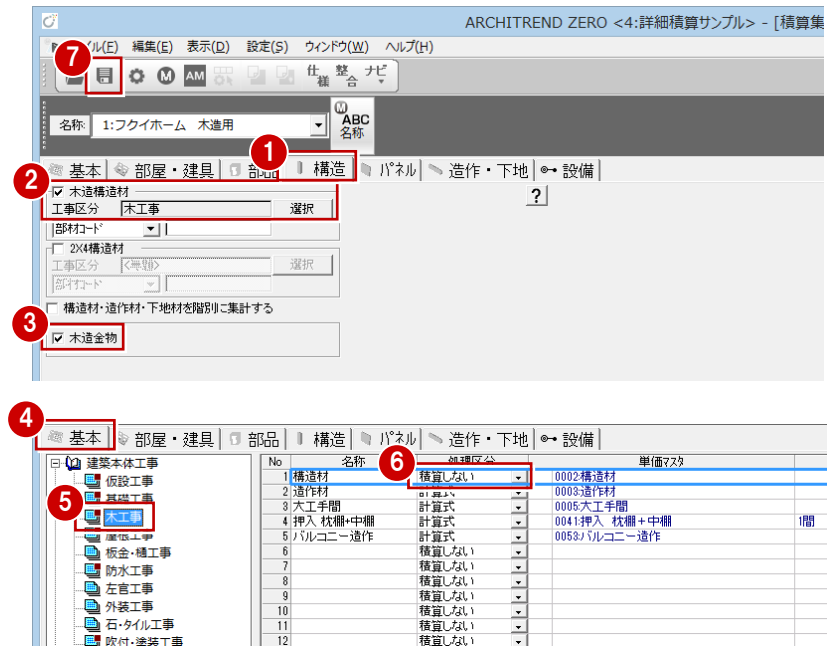 ARCHITREND ZERO <4:詳細積算サンプル> - [積算集
ル(F) 編集(E) 表示(D) 設定(S) ウィンドウ(W) ヘルプ(H)
7
M AM 仕様 整合 ナビ
名称: 1:フクイホーム 木造用 M ABC 名称
1
基本 部屋・建具 部品 構造 パネル 造作・下地 設備
2
木造構造材 ?
工事区分 木工事 選択
部材コード
2X4構造材
工事区分 <無題> 選択
部材コード
構造材・造作材・下地材を階別に集計する
3
木造金物
4
基本 部屋・建具 部品 構造 パネル 造作・下地 設備
6
建築本体工事
仮設工事
基礎工事
5
木工事
屋根工事
板金・樋工事
防水工事
左官工事
外装工事
石・タイル工事
吹付・塗装工事
No 名称 処理区分 単価マスタ
1 構造材 積算しない 0002:構造材
2 造作材 計算式 0003:造作材
3 大工手間 計算式 0005:大工手間
4 押入 枕棚+中棚 計算式 0041:押入 枕棚+中棚 1間
5 バルコニー造作 計算式 0053:バルコニー造作
6 積算しない
7 積算しない
8 積算しない
9 積算しない
10 積算しない
11 積算しない
12 積算しない